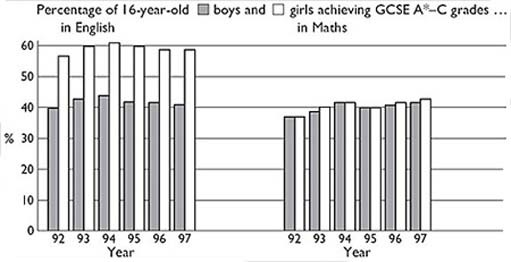 Percentage of 16-year-old boys and girls achieving GCSE A*–C grades ...
in English in Maths
60
50
40
%
30
20
10
0
92 93 94 95 96 97
Year
92 93 94 95 96 97
Year